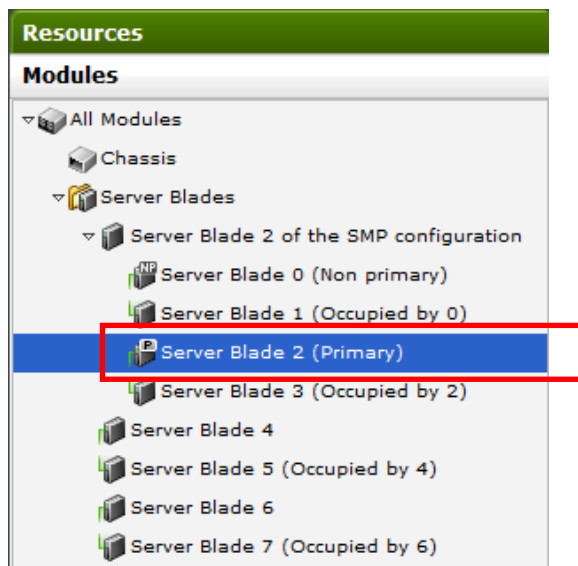 Resources
Modules
All Modules
Chassis
Server Blades
Server Blade 2 of the SMP configuration
NP
Server Blade 0 (Non primary)
Server Blade 1 (Occupied by 0)
P
Server Blade 2 (Primary)
Server Blade 3 (Occupied by 2)
Server Blade 4
Server Blade 5 (Occupied by 4)
Server Blade 6
Server Blade 7 (Occupied by 6)